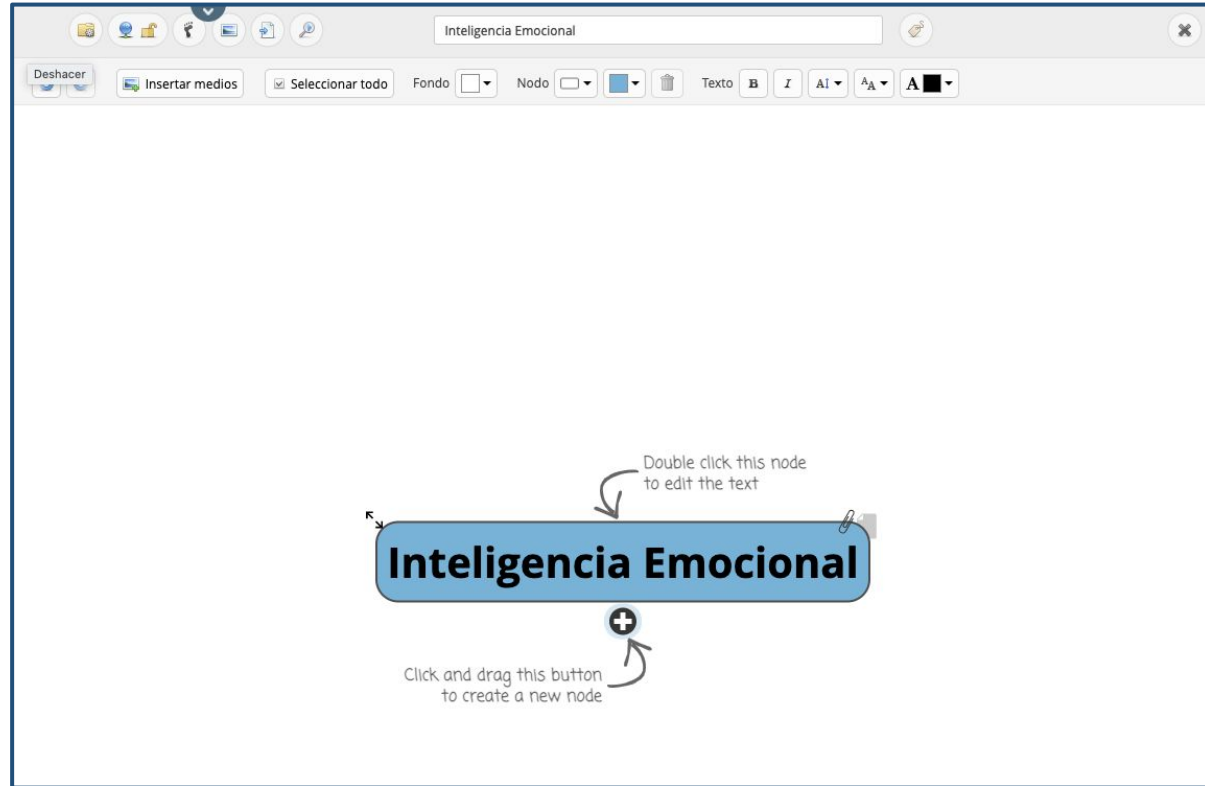 Inteligencia Emocional
Deshacer
Insertar medios
Seleccionar todo
Fondo
Nodo
Texto B I AI AA A
Double click this node
to edit the text
Inteligencia Emocional
Click and drag this button
to create a new node